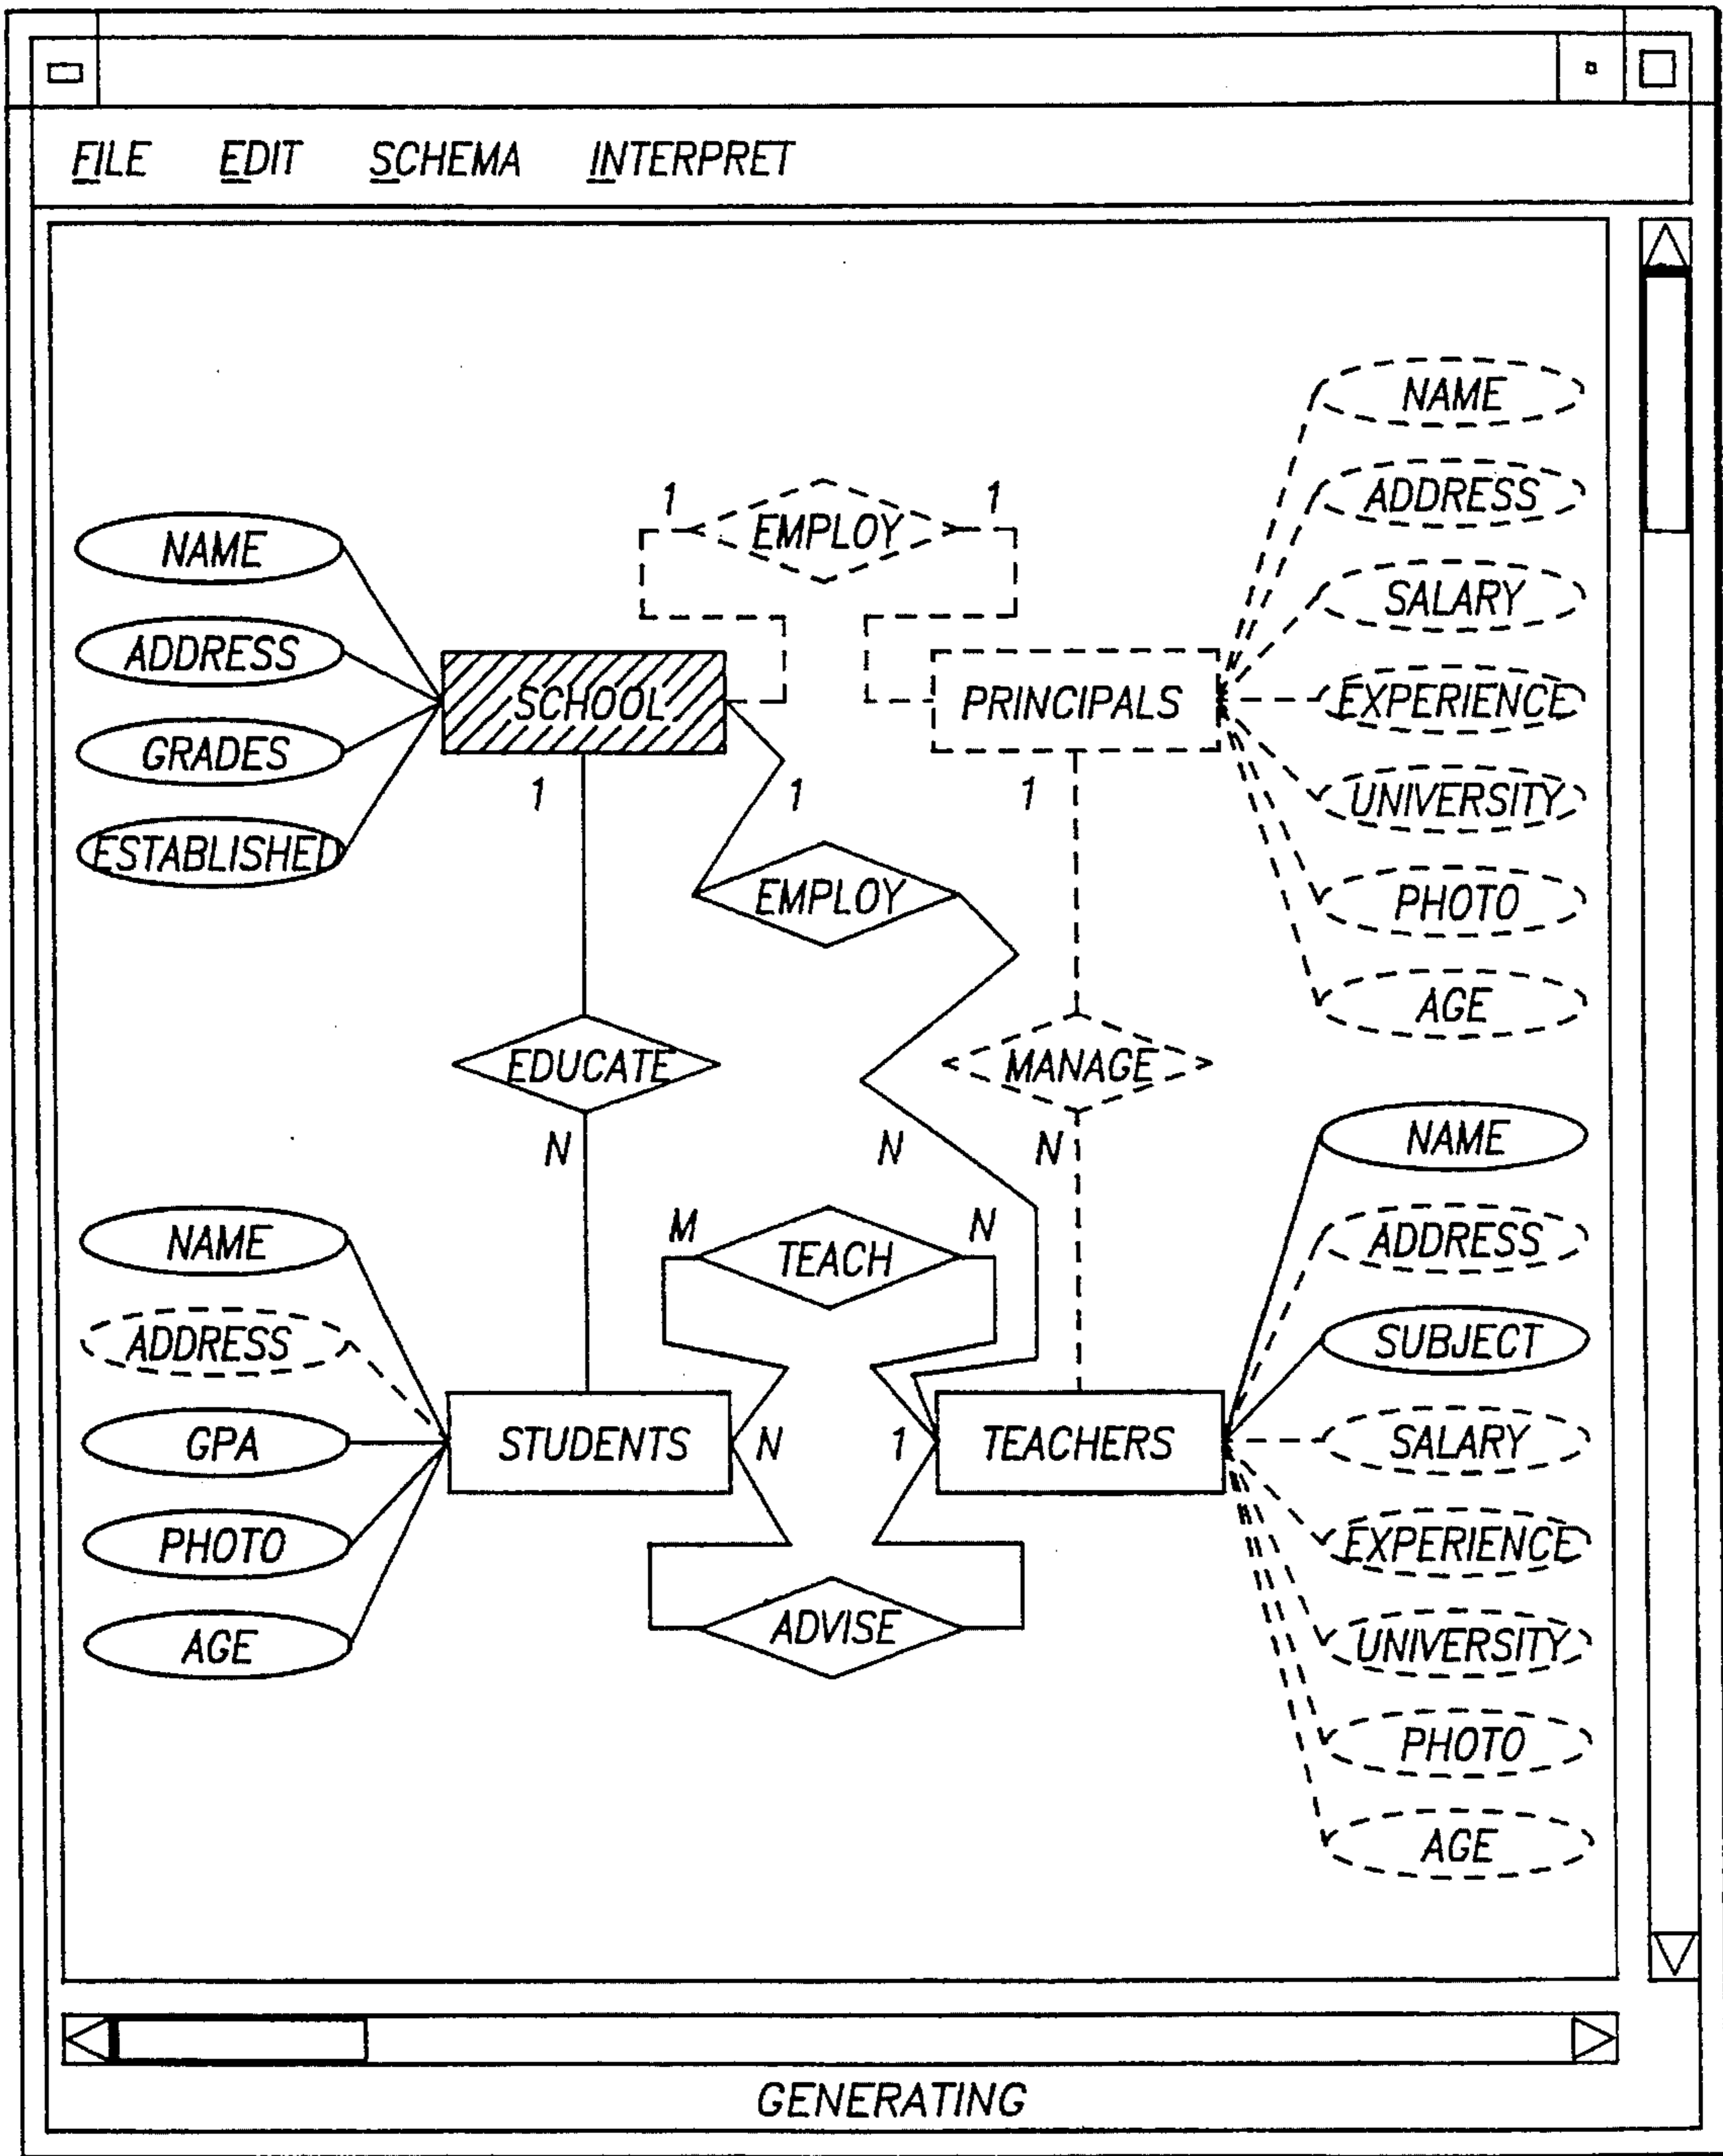 FILE EDIT SCHEMA INTERPRET
NAME
ADDRESS
SALARY
EXPERIENCE
UNIVERSITY
PHOTO
AGE
1 EMPLOY 1
NAME
ADDRESS
GRADES
ESTABLISHED
SCHOOL
PRINCIPALS
1 1 1
EMPLOY
EDUCATE
MANAGE
N N N
NAME
ADDRESS
SUBJECT
SALARY
EXPERIENCE
UNIVERSITY
PHOTO
AGE
NAME
ADDRESS
GPA
PHOTO
AGE
M TEACH N
STUDENTS N 1 TEACHERS
ADVISE
GENERATING